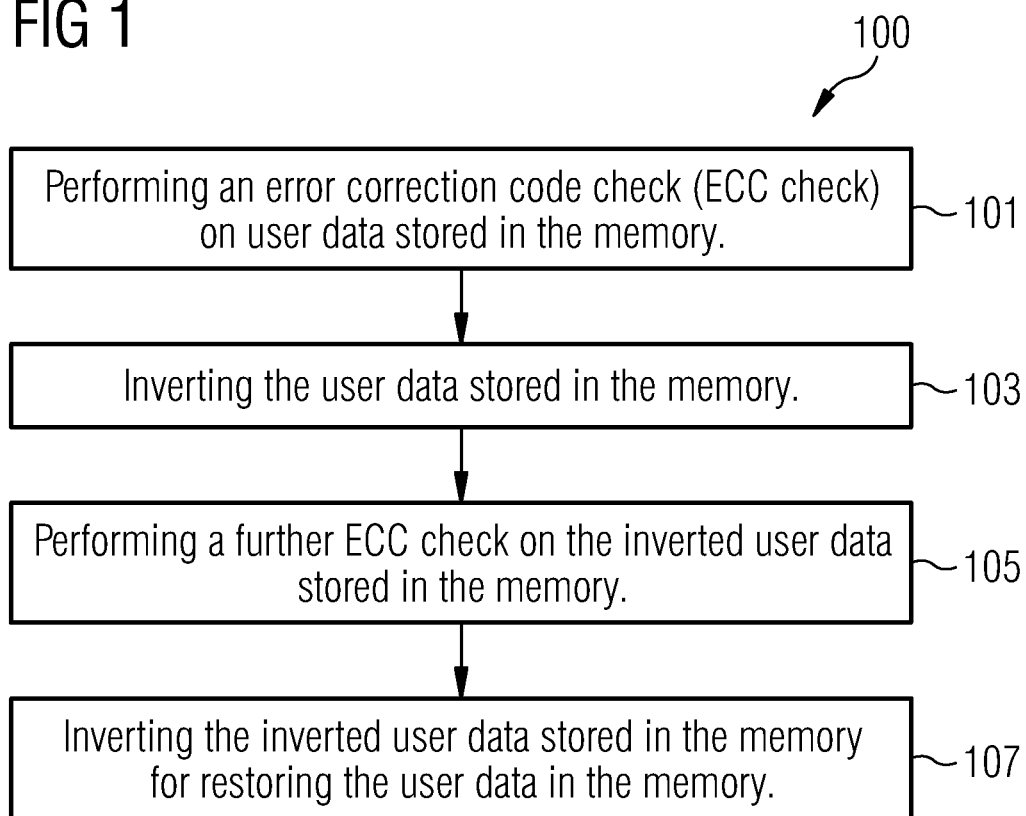 FIG 1
100
Performing an error correction code check (ECC check)
on user data stored in the memory.
101
Inverting the user data stored in the memory.
103
Performing a further ECC check on the inverted user data
stored in the memory.
105
Inverting the inverted user data stored in the memory
for restoring the user data in the memory.
107